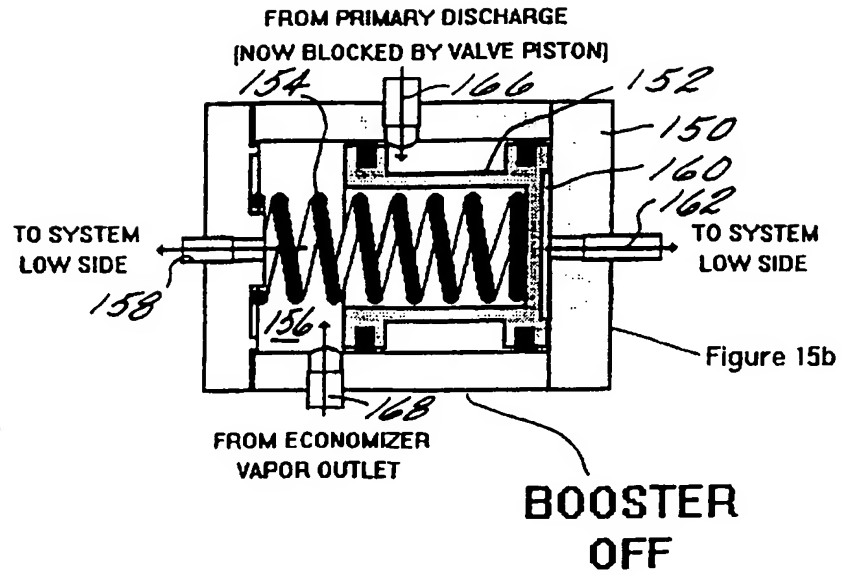 FROM PRIMARY DISCHARGE
(NOW BLOCKED BY VALVE PISTON)
154
166
152
150
160
162
TO SYSTEM
LOW SIDE
TO SYSTEM
LOW SIDE
158
156
Figure 15b
168
FROM ECONOMIZER
VAPOR OUTLET
BOOSTER
OFF